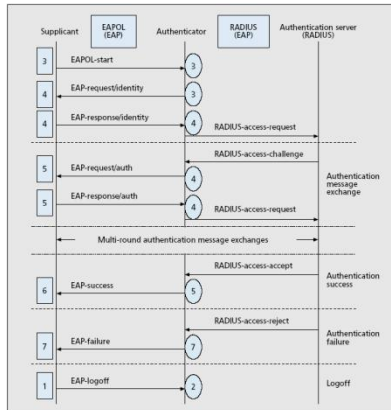 Supplicant
EAPOL
(EAP)
Authenticator
RADIUS
(EAP)
Authentication server
(RADIUS)
3
EAPOL-start
3
4
EAP-request/identity
3
4
EAP-response/identity
4
RADIUS-access-request
RADIUS-access-challenge
5
EAP-request/auth
4
Authentication
message
exchange
5
EAP-response/auth
4
RADIUS-access-request
Multi-round authentication message exchanges
RADIUS-access-accept
Authentication
success
6
EAP-success
5
RADIUS-access-reject
Authentication
failure
7
EAP-failure
7
1
EAP-logoff
2
Logoff